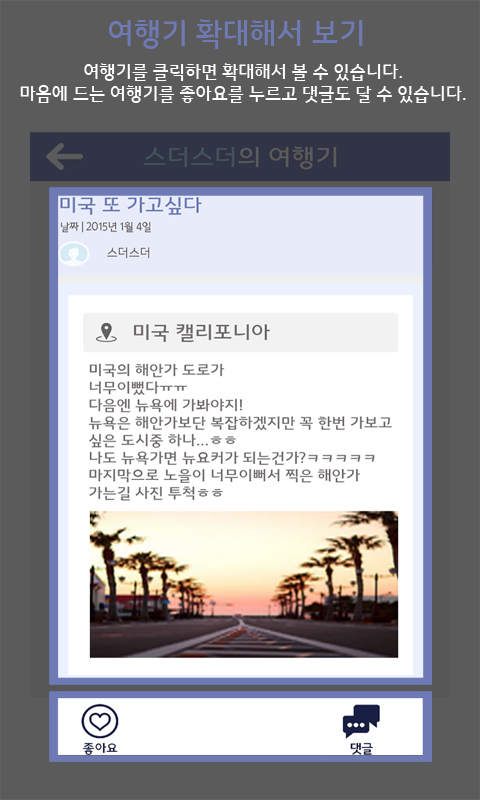 여행기 확대해서 보기
여행기를 클릭하면 확대해서 볼 수 있습니다.
마음에 드는 여행기를 좋아요를 누르고 댓글도 달 수 있습니다.
스더스더의 여행기
미국 또 가고싶다
날짜 | 2015년 1월 4일
스더스더
미국 캘리포니아
미국의 해안가 도로가
너무이뻤다ㅠㅠ
다음엔 뉴욕에 가봐야지!
뉴욕은 해안가보단 복잡하겠지만 꼭 한번 가보고
싶은 도시중 하나...ㅎㅎ
나도 뉴욕가면 뉴요커가 되는건가?ㅋㅋㅋㅋㅋ
마지막으로 노을이 너무이뻐서 찍은 해안가
가는길 사진 투척ㅎㅎ
좋아요
댓글